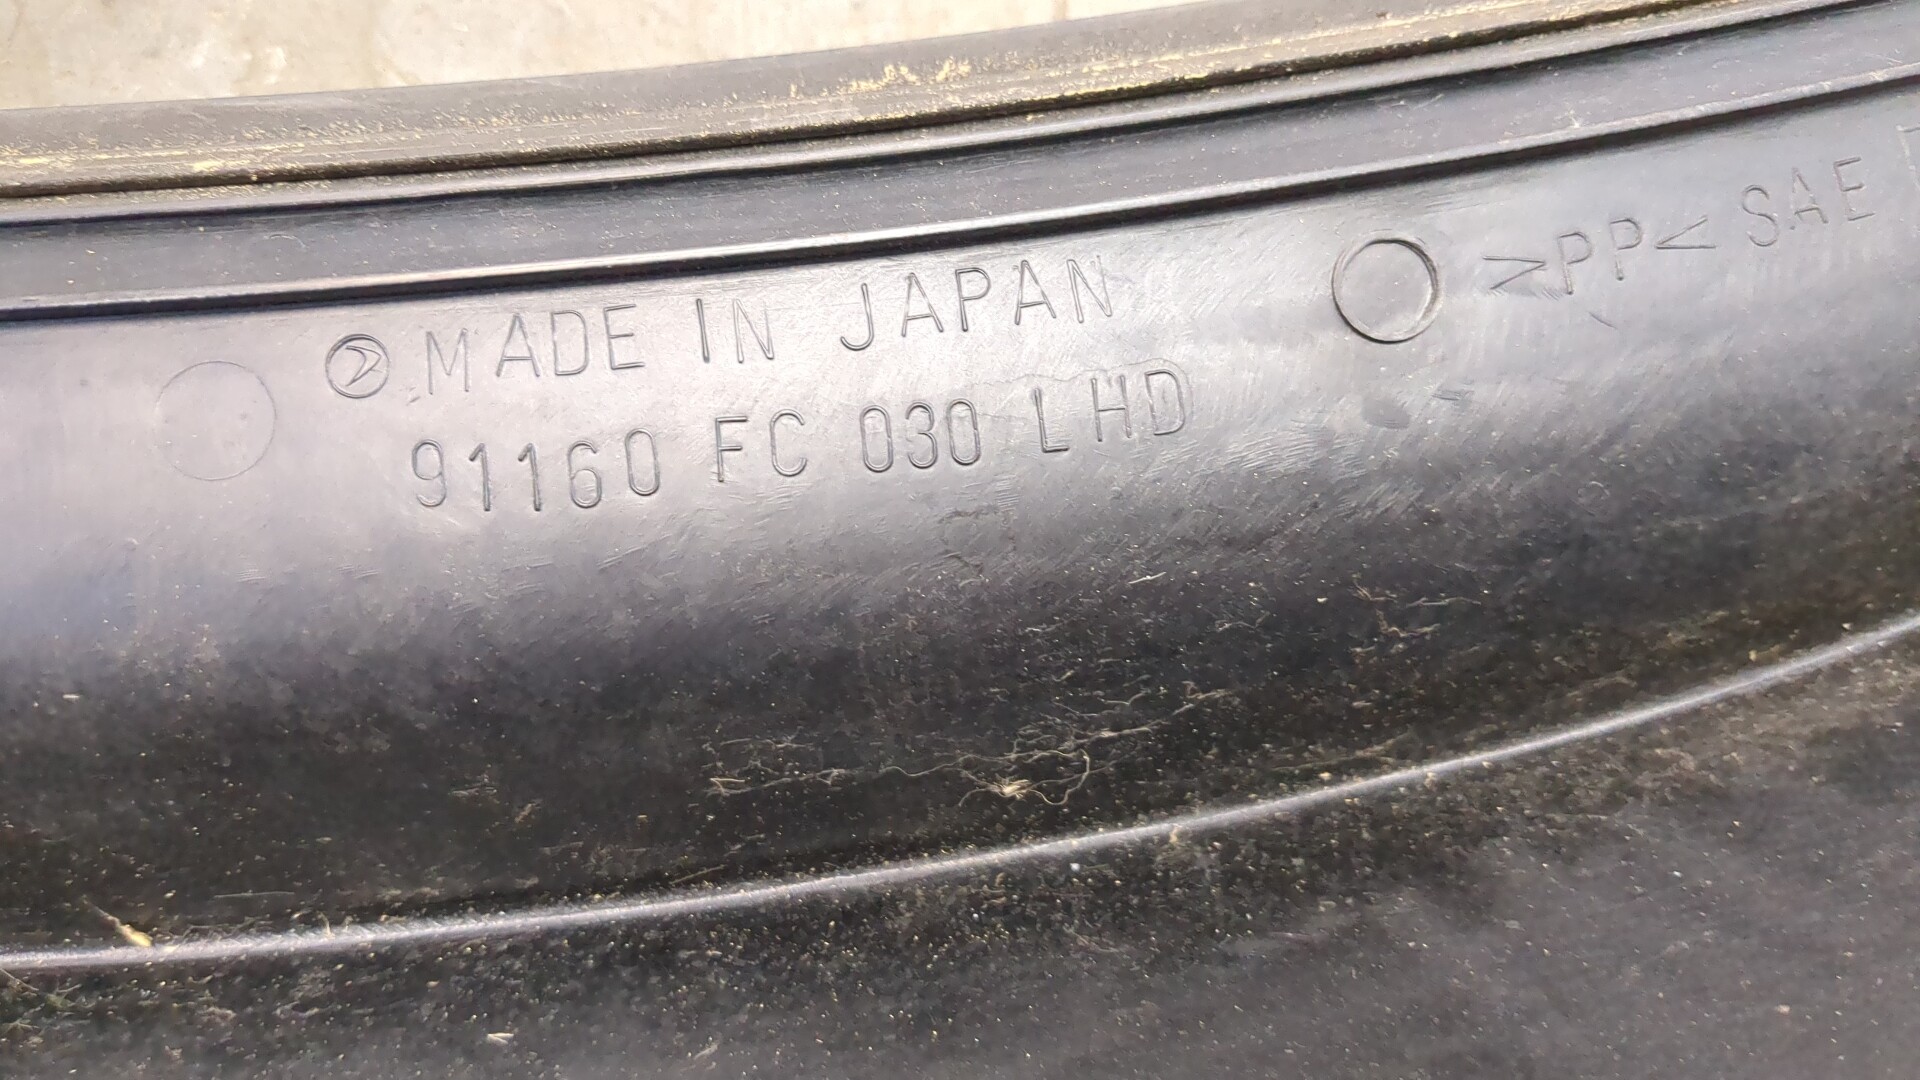 MADE IN JAPAN
91160 FC 030 LHD
>PP< SAE